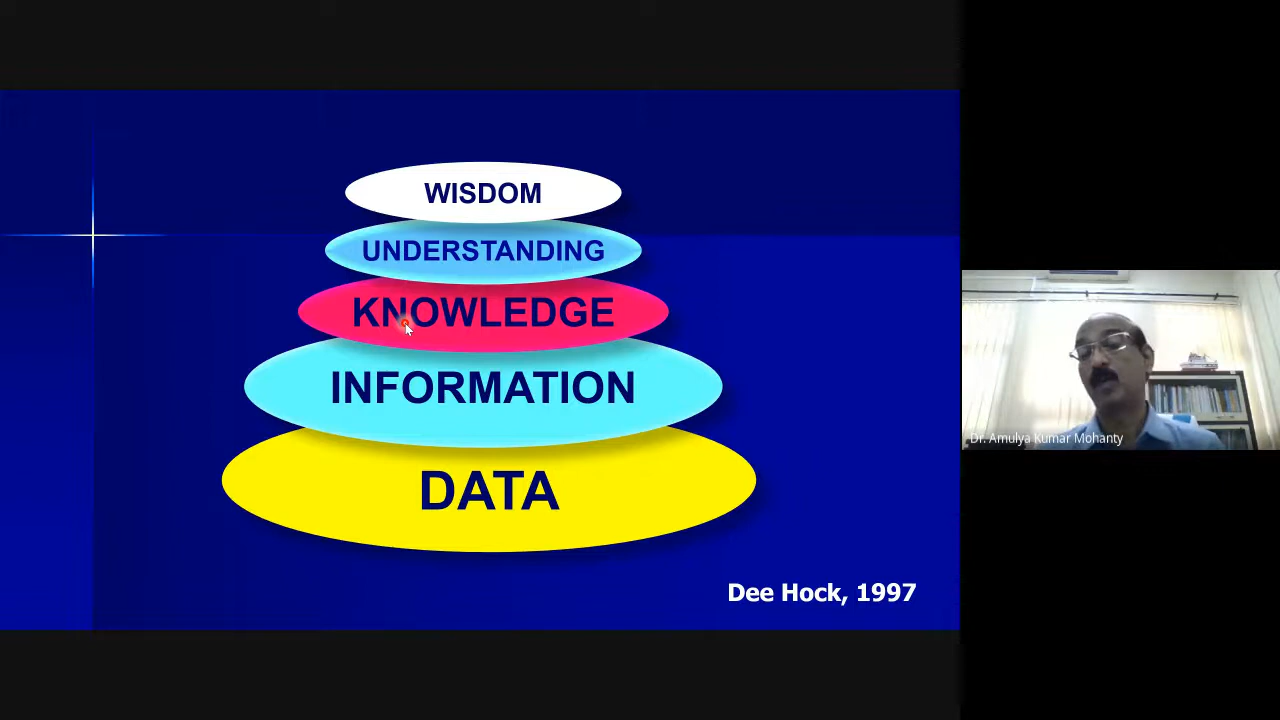 WISDOM
UNDERSTANDING
KNOWLEDGE
INFORMATION
DATA
Dee Hock, 1997
Dr. Amulya Kumar Mohanty